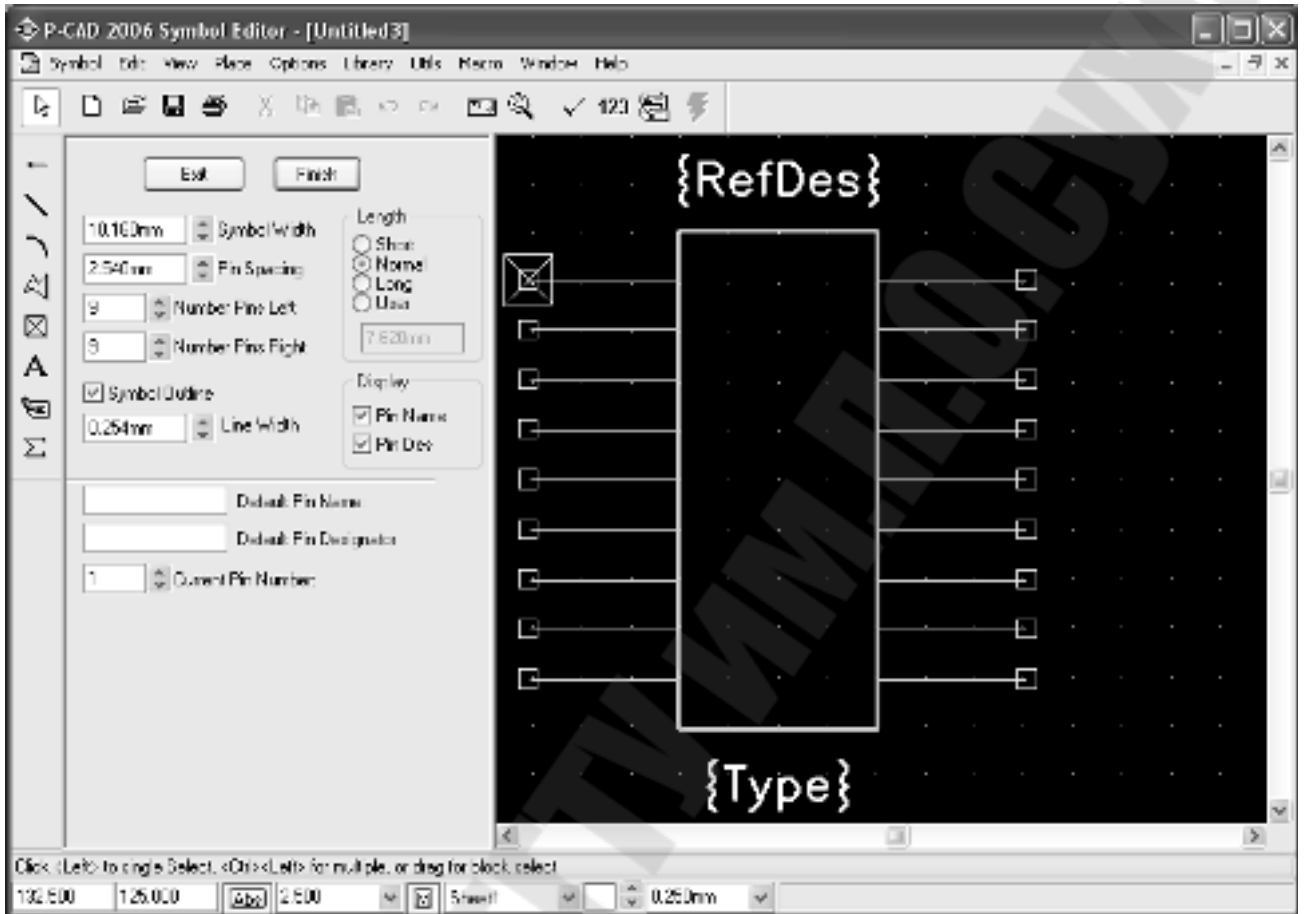 P-CAD 2006 Symbol Editor - [Untitled3]
Symbol Edit View Place Options Library Utils Macro Window Help
123
Exit Finish
10.160mm Symbol Width
2.540mm Pin Spacing
9 Number Pins Left
9 Number Pins Right
Symbol Outline
0.254mm Line Width
Length
Short
Normal
Long
User
7.620mm
Display
Pin Name
Pin Des
Default Pin Name
Default Pin Designator
1 Current Pin Number:
{RefDes}
{Type}
Click <Left> to single Select, <Ctrl><Left> for multiple, or drag for block select
132.500 125.000 Abs 2.500 Sheet1 0.250mm
ТУ ИМ.П.О.СУХ